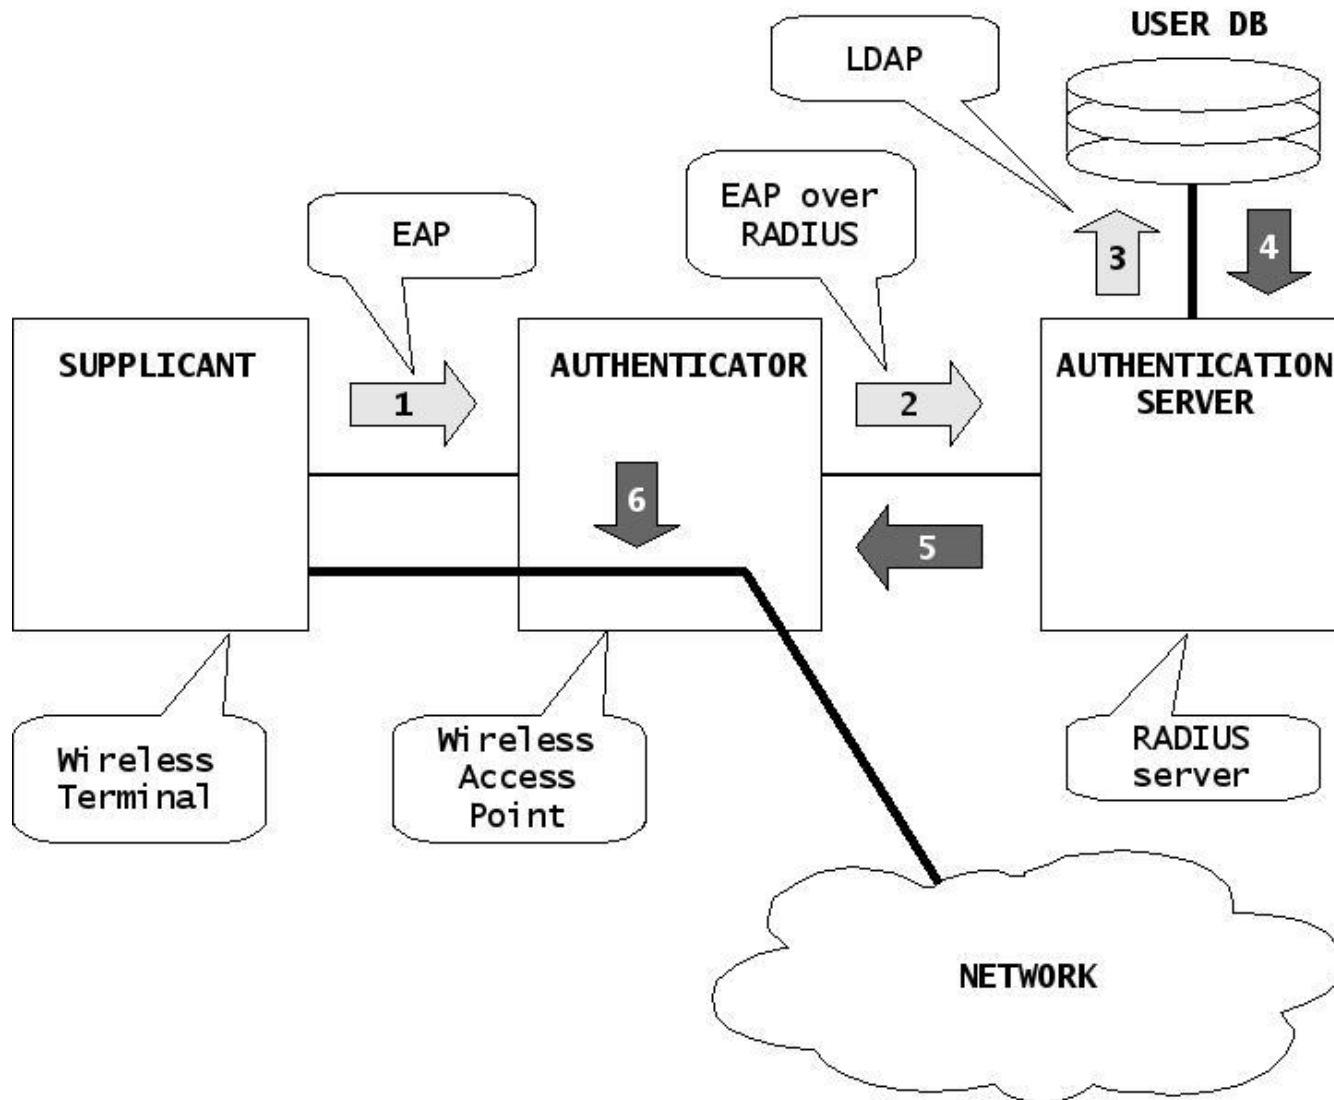 USER DB
LDAP
EAP over
RADIUS
EAP
3
4
SUPPLICANT
AUTHENTICATOR
AUTHENTICATION
SERVER
1
2
6
5
Wireless
Terminal
Wireless
Access
Point
RADIUS
server
NETWORK